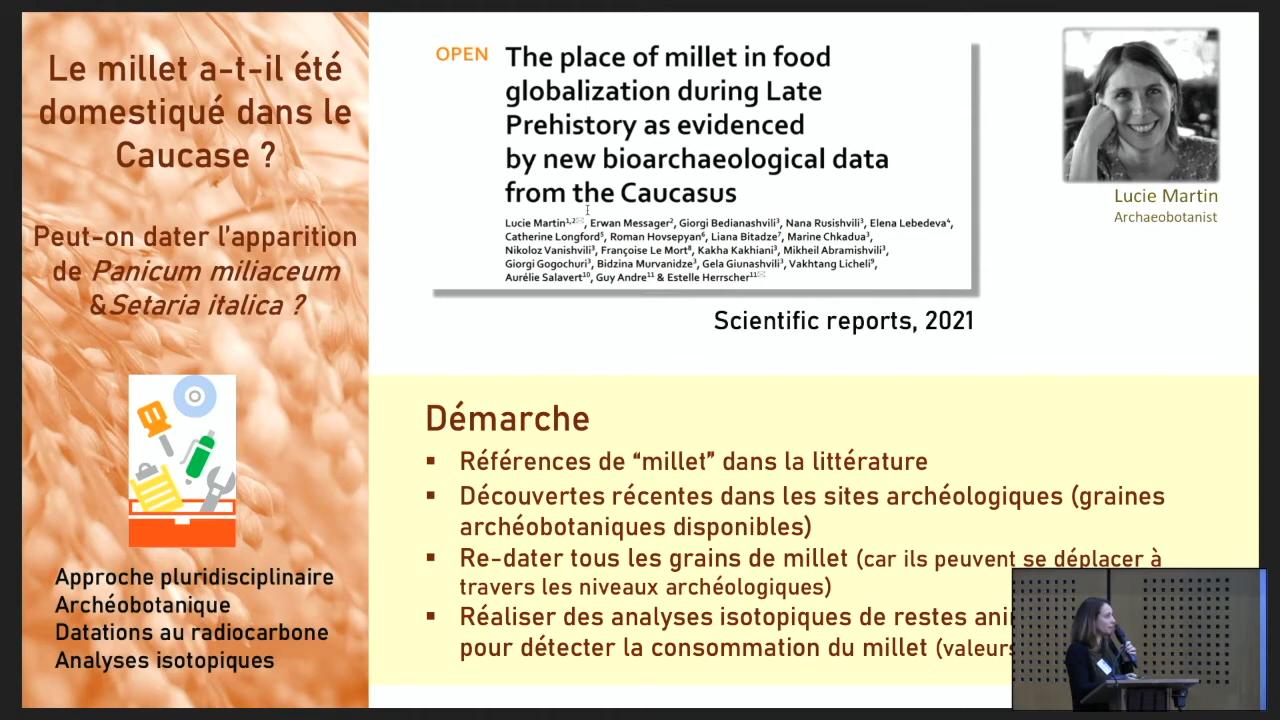 Le millet a-t-il été
domestiqué dans le
Caucase ?
Peut-on dater l'apparition
de Panicum miliaceum
& Setaria italica ?
Approche pluridisciplinaire
Archéobotanique
Datations au radiocarbone
Analyses isotopiques
OPEN
The place of millet in food
globalization during Late
Prehistory as evidenced
by new bioarchaeological data
from the Caucasus
Lucie Martin1,2✉, Erwan Messager2, Giorgi Bedianashvili3, Nana Rusishvili3, Elena Lebedeva4,
Catherine Longford5, Roman Hovsepyan6, Liana Bitadze7, Marine Chkadua3,
Nikoloz Vanishvili3, Françoise Le Mort8, Kakha Kakhiani3, Mikheil Abramishvili3,
Giorgi Gogochuri3, Bidzina Murvanidze3, Gela Giunashvili3, Vakhtang Licheli9,
Aurélie Salavert10, Guy Andre11 & Estelle Herrscher11✉
Scientific reports, 2021
Lucie Martin
Archaeobotanist
Démarche
▪ Références de “millet” dans la littérature
▪ Découvertes récentes dans les sites archéologiques (graines
archéobotaniques disponibles)
▪ Re-dater tous les grains de millet (car ils peuvent se déplacer à
travers les niveaux archéologiques)
▪ Réaliser des analyses isotopiques de restes
pour détecter la consommation du millet (valeurs